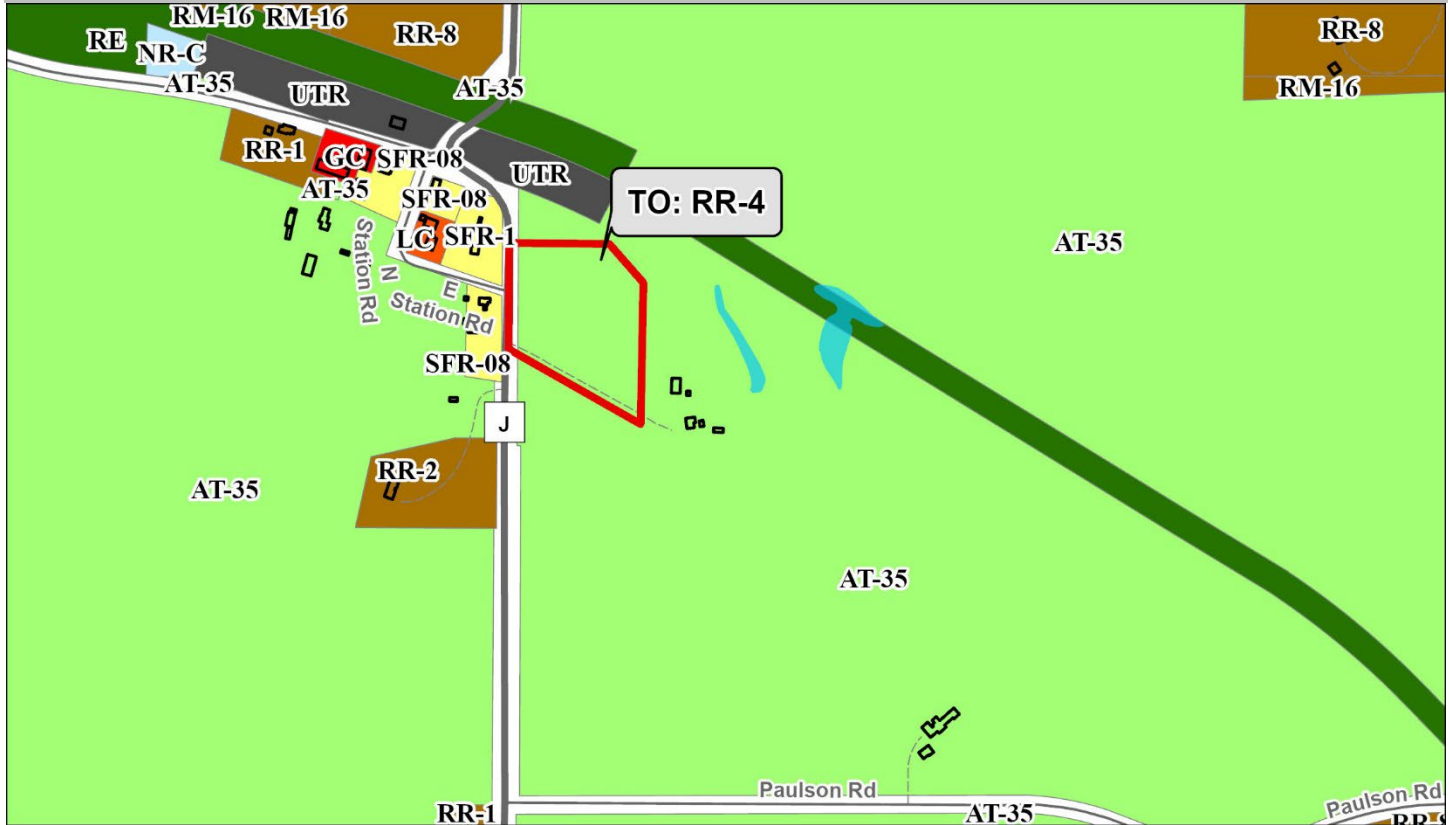 RM-16
RM-16
RR-8
RE
NR-C
AT-35
UTR
AT-35
RR-8
RM-16
RR-1
GC
SFR-08
AT-35
UTR
SFR-08
TO: RR-4
LC
SFR-1
AT-35
N
Station Rd
E
Station Rd
SFR-08
J
RR-2
AT-35
AT-35
Paulson Rd
RR-1
AT-35
Paulson Rd